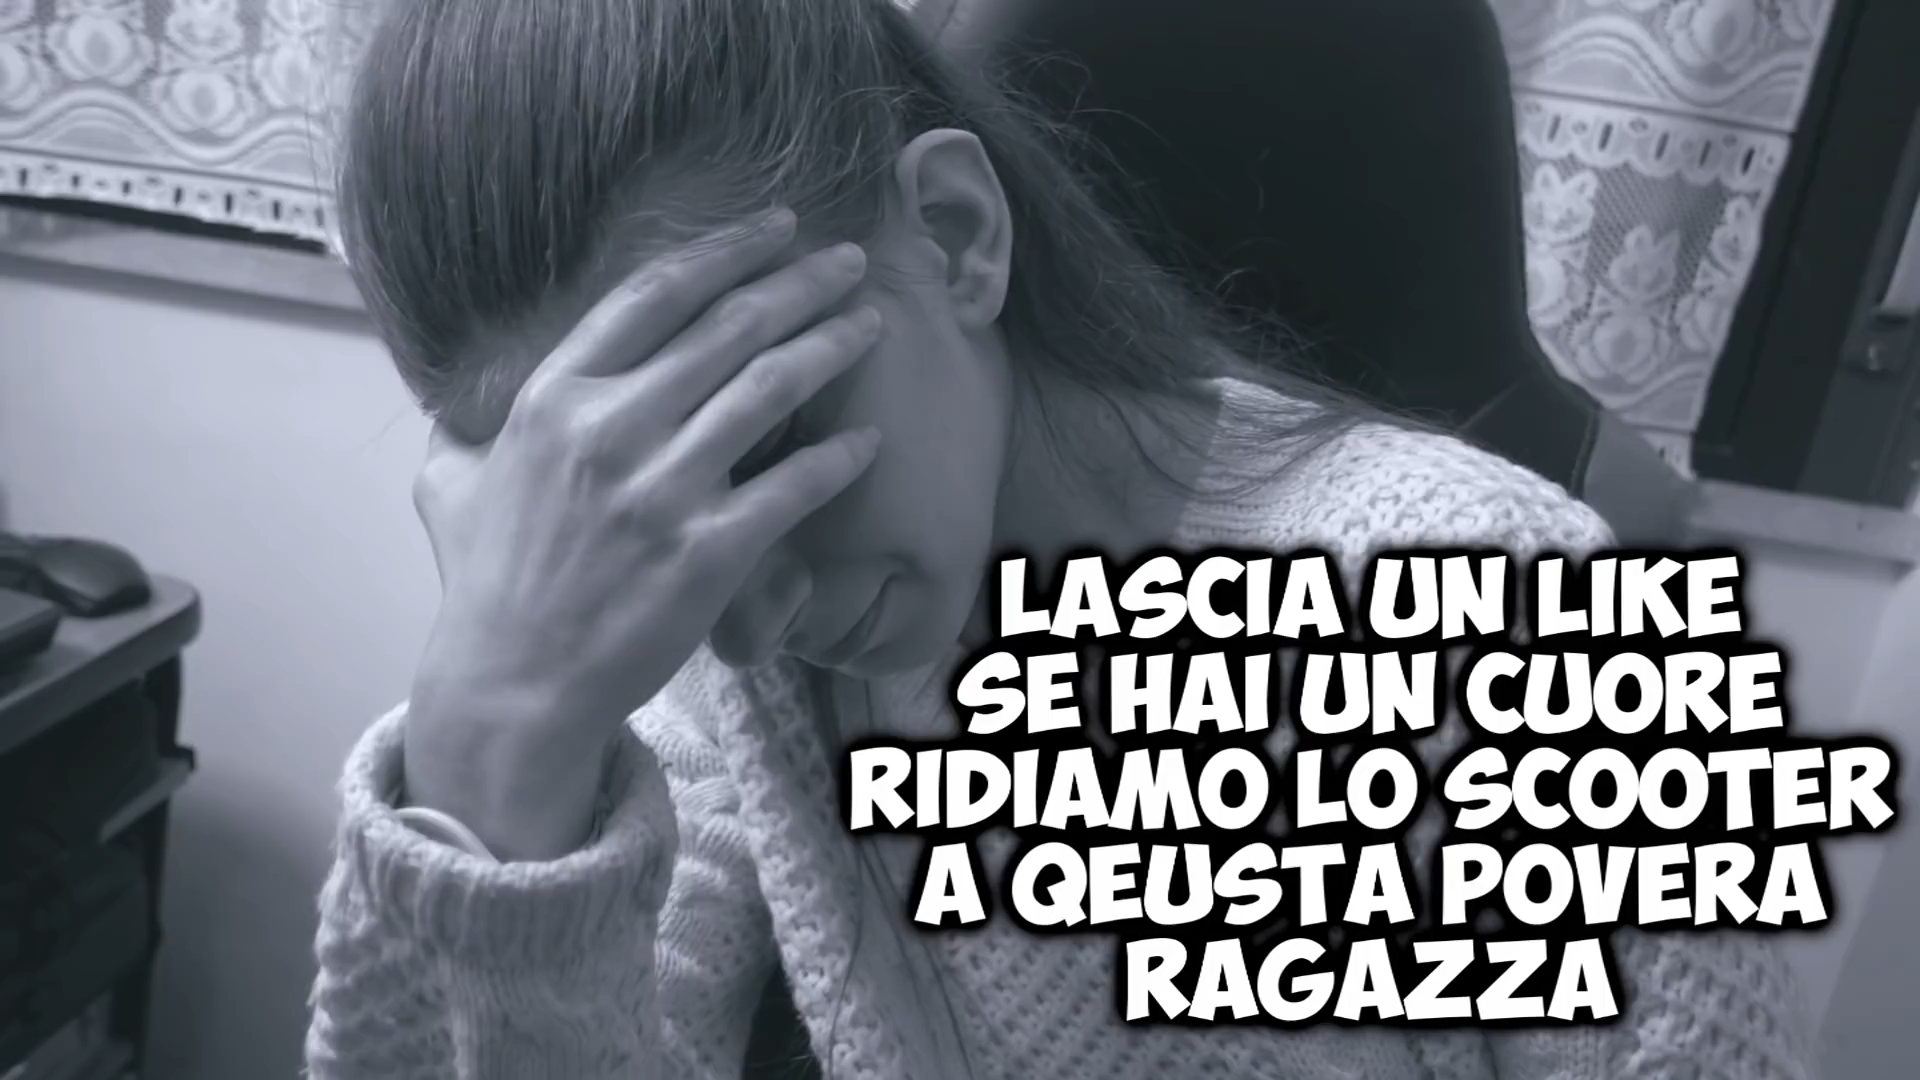 LASCIA UN LIKE
SE HAI UN CUORE
RIDIAMO LO SCOOTER
A QEUSTA POVERA
RAGAZZA